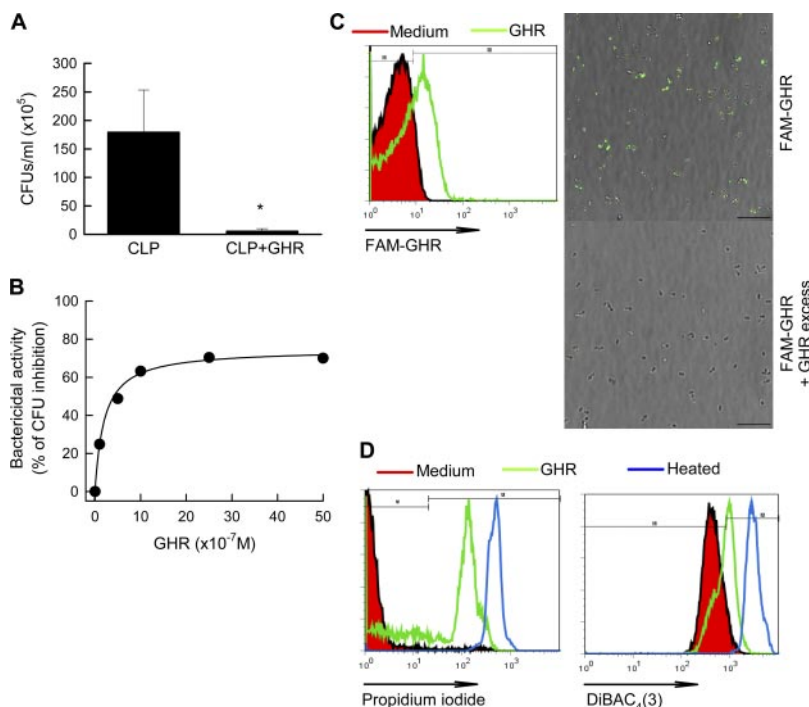 A
CFUs/ml (x10⁵)
300
250
200
150
100
50
0
*
CLP
CLP+GHR
B
Bactericidal activity
(% of CFU inhibition)
100
80
60
40
20
0
0 10 20 30 40 50
GHR (x10⁻⁷M)
C
Medium GHR
10⁰ 10¹ 10² 10³
FAM-GHR
FAM-GHR
FAM-GHR
+ GHR excess
D
Medium GHR Heated
10⁰ 10¹ 10² 10³
Propidium iodide
10⁰ 10¹ 10² 10³
DiBAC₄(3)